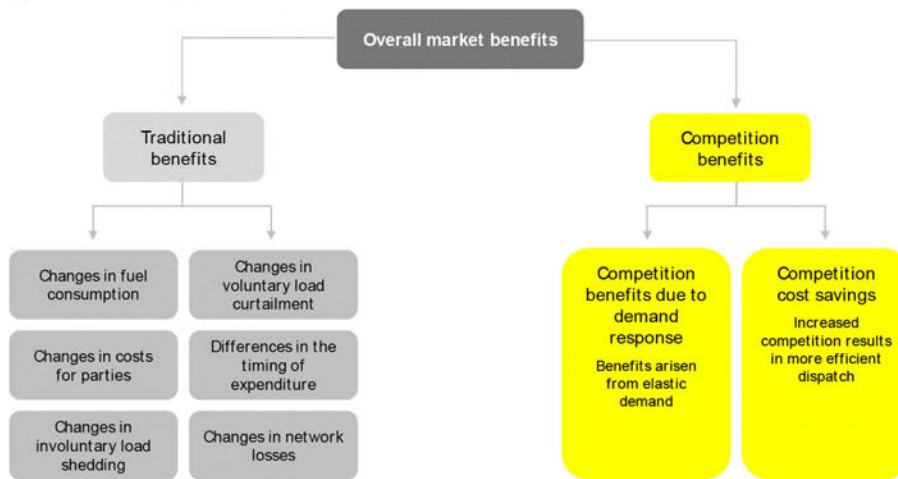 Overall market benefits
Traditional
benefits
Competition
benefits
Changes in fuel
consumption
Changes in
voluntary load
curtailment
Changes in costs
for parties
Differences in the
timing of
expenditure
Changes in
involuntary load
shedding
Changes in network
losses
Competition
benefits due to
demand
response
Benefits arisen
from elastic
demand
Competition
cost savings
Increased
competition results
in more efficient
dispatch